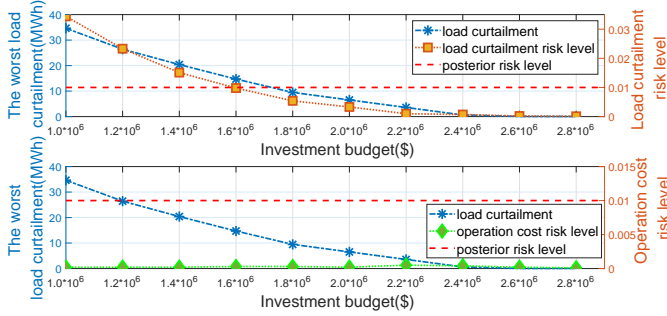 The worst load
curtailment(MWh)
40
30
20
10
0
load curtailment
load curtailment risk level
posterior risk level
0.03
0.02
0.01
0
Load curtailment
risk level
1.0*10^6 1.2*10^6 1.4*10^6 1.6*10^6 1.8*10^6 2.0*10^6 2.2*10^6 2.4*10^6 2.6*10^6 2.8*10^6
Investment budget($)
The worst
load curtailment(MWh)
40
30
20
10
0
load curtailment
operation cost risk level
posterior risk level
0.015
0.01
0.005
0
Operation cost
risk level
1.0*10^6 1.2*10^6 1.4*10^6 1.6*10^6 1.8*10^6 2.0*10^6 2.2*10^6 2.4*10^6 2.6*10^6 2.8*10^6
Investment budget($)